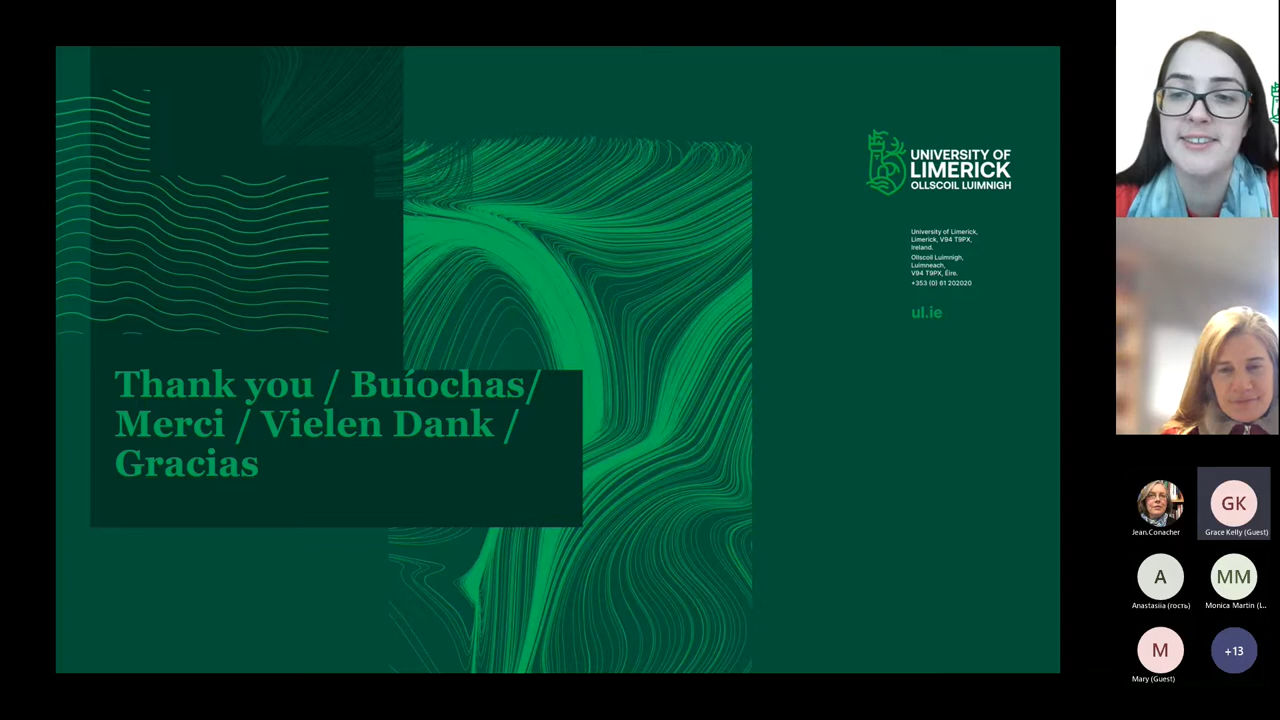 Thank you / Buíochas/
Merci / Vielen Dank /
Gracias
UNIVERSITY OF
LIMERICK
OLLSCOIL LUIMNIGH
University of Limerick,
Limerick, V94 T9PX,
Ireland.
Ollscoil Luimnigh,
Luimneach,
V94 T9PX, Éire.
+353 (0) 61 202020
ul.ie
Jean.Conacher
GK
Grace Kelly (Guest)
A
Anastasiia (гость)
MM
Monica Martin (L...
M
Mary (Guest)
+13